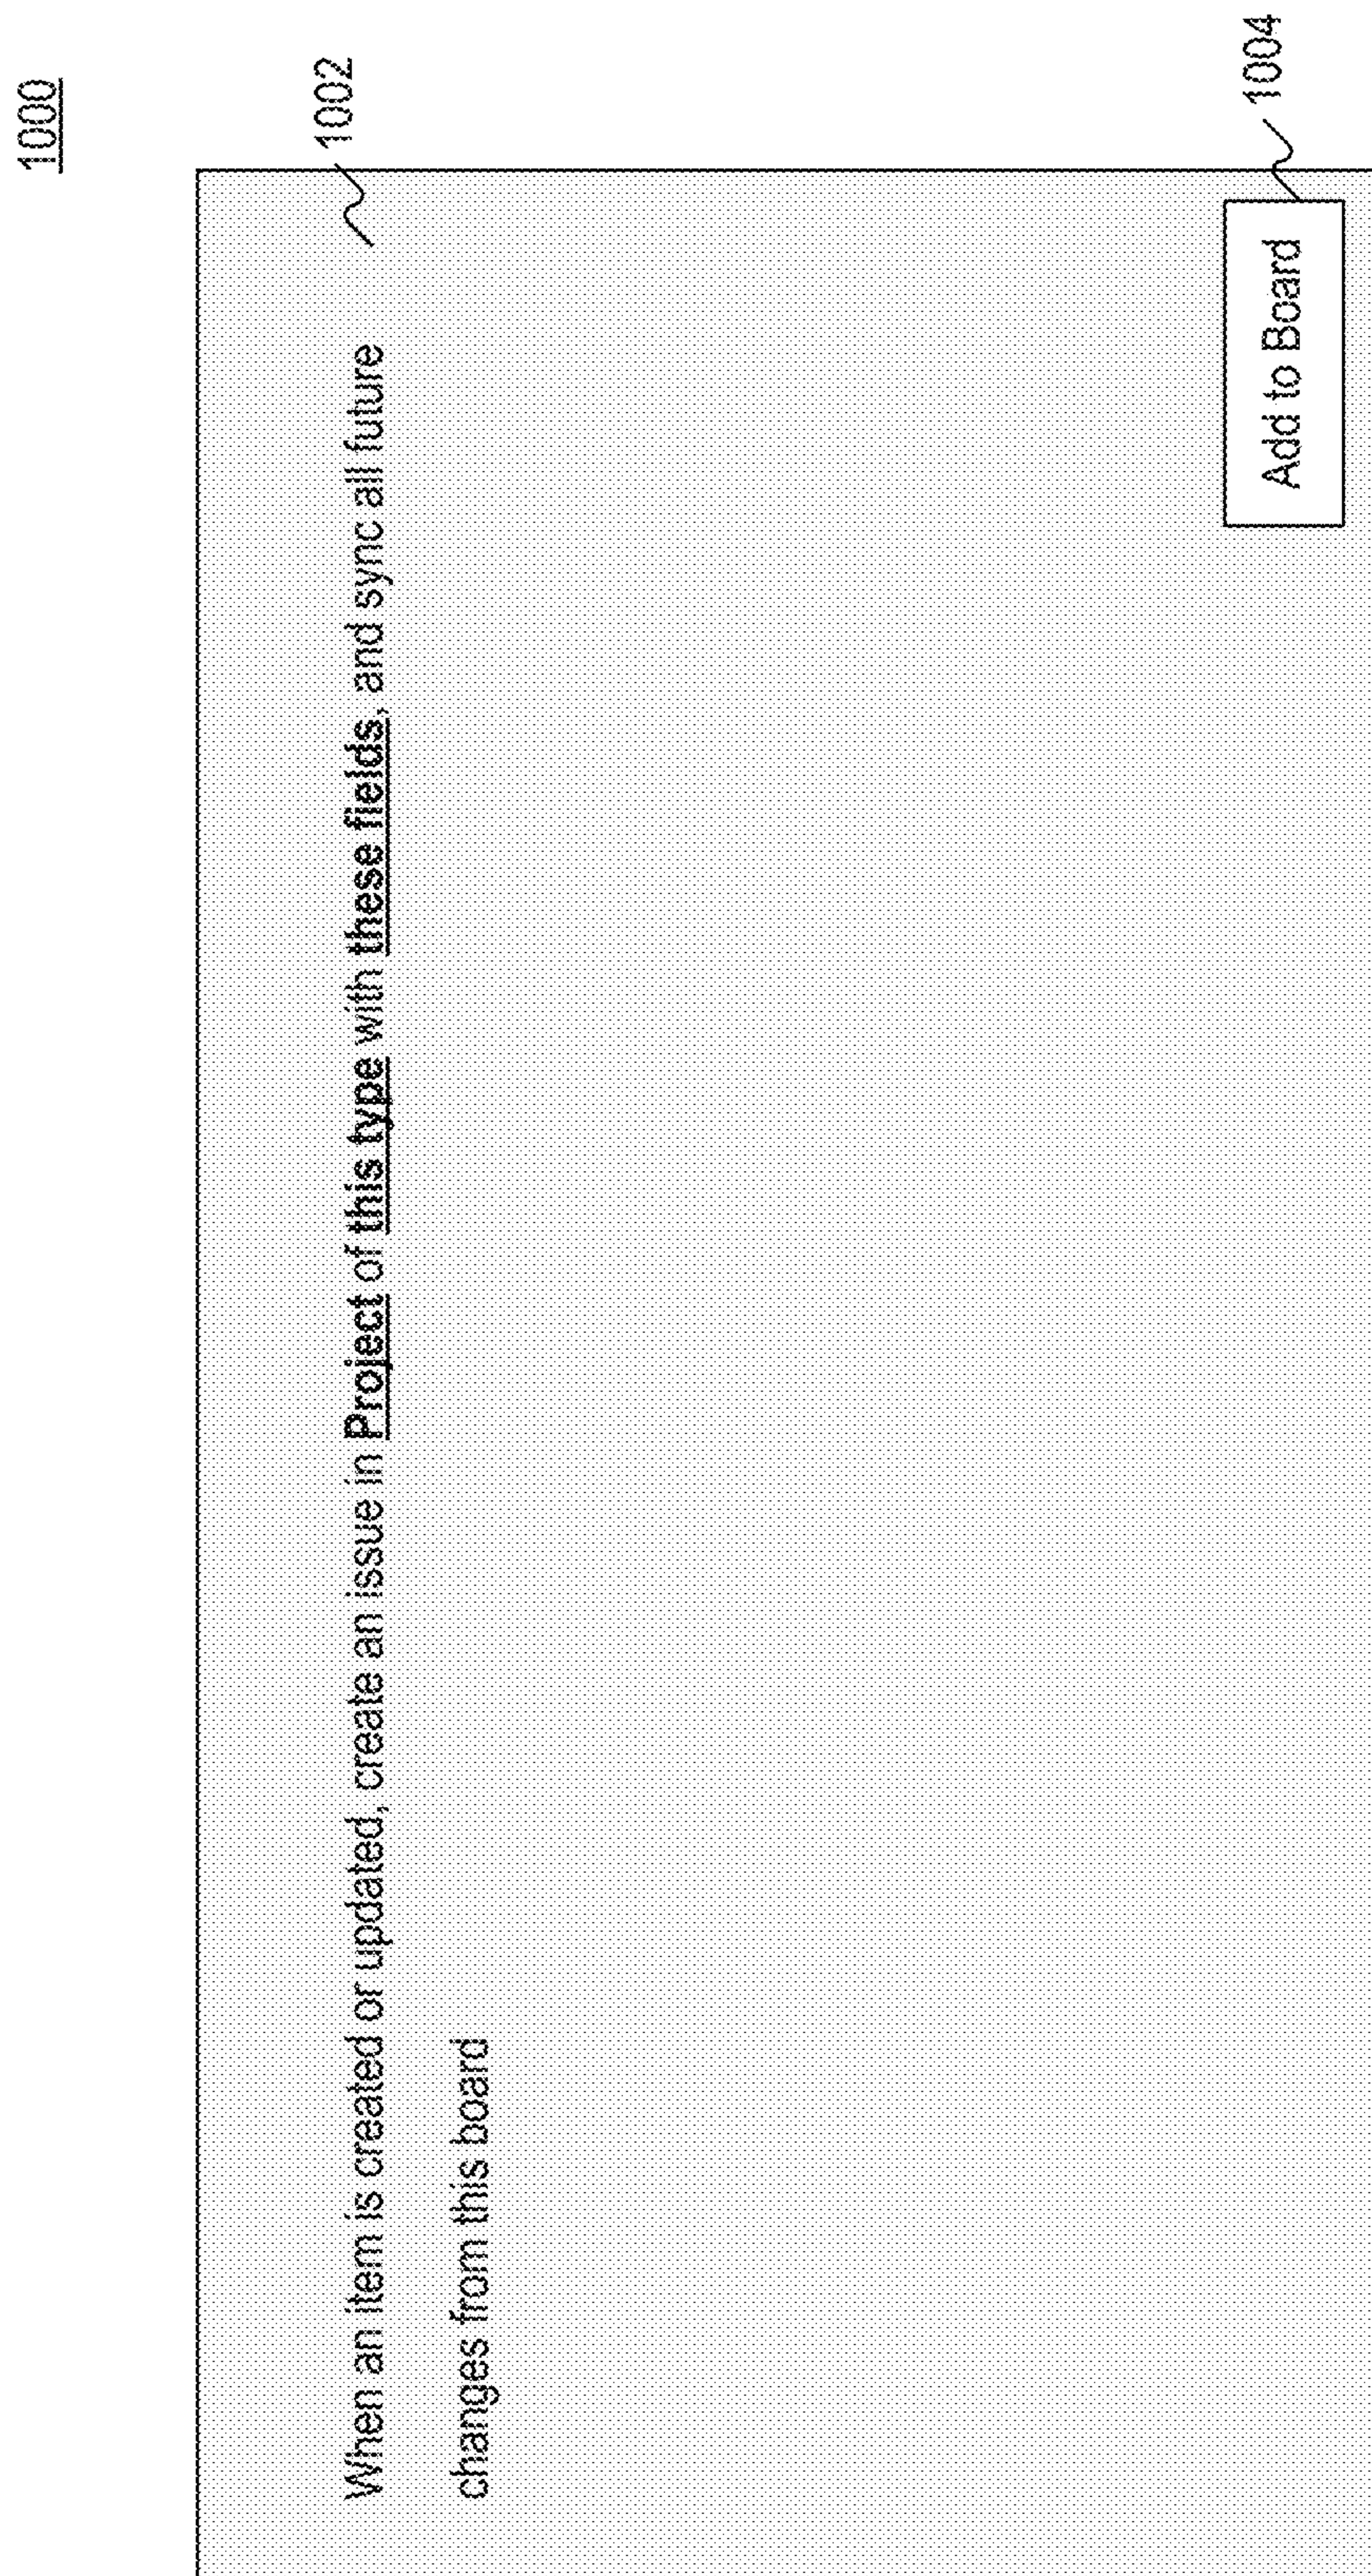 1000
1002
When an item is created or updated, create an issue in Project of this type with these fields, and sync all future
changes from this board
Add to Board
1004